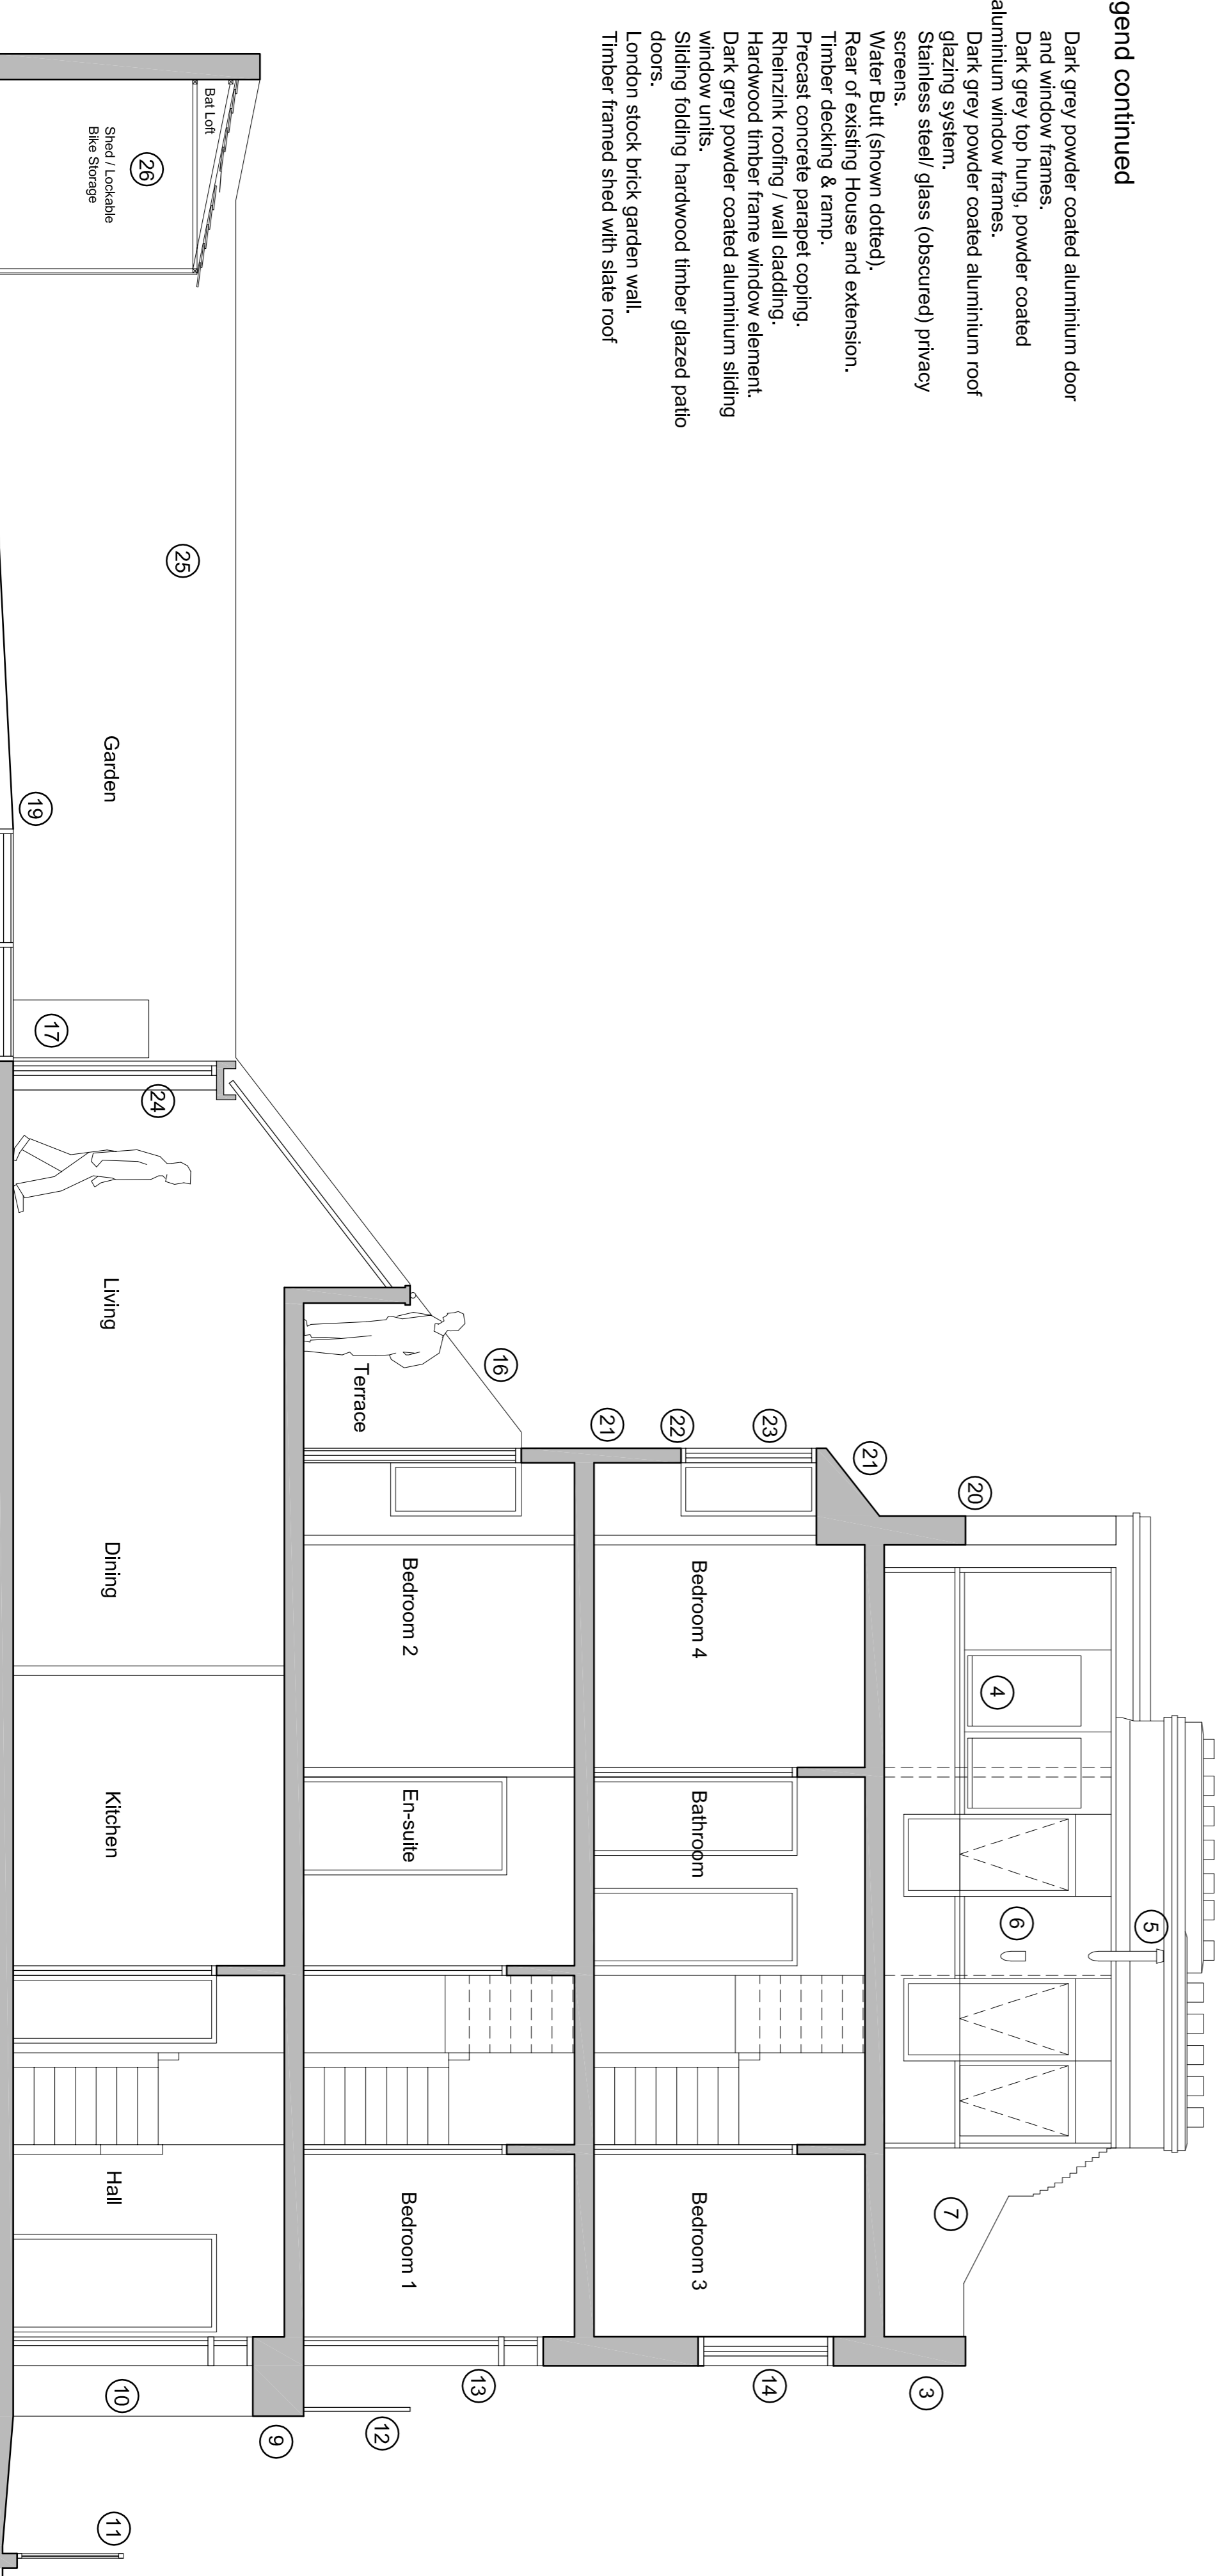 gend continued
Dark grey powder coated aluminium door
and window frames.
Dark grey top hung, powder coated
aluminium window frames.
Dark grey powder coated aluminium roof
glazing system.
Stainless steel/ glass (obscured) privacy
screens.
Water Butt (shown dotted).
Rear of existing House and extension.
Timber decking & ramp.
Precast concrete parapet coping.
Rheinzink roofing / wall cladding.
Hardwood timber frame window element.
Dark grey powder coated aluminium sliding
window units.
Sliding folding hardwood timber glazed patio
doors.
London stock brick garden wall.
Timber framed shed with slate roof
5
4
6
20
7
21
3
23
14
22
Bedroom 4
Bathroom
Bedroom 3
21
16
13
Terrace
Bedroom 2
En-suite
Bedroom 1
12
9
Bat Loft
25
24
26
Shed / Lockable
Bike Storage
Garden
Living
Dining
Kitchen
Hall
10
11
17
19